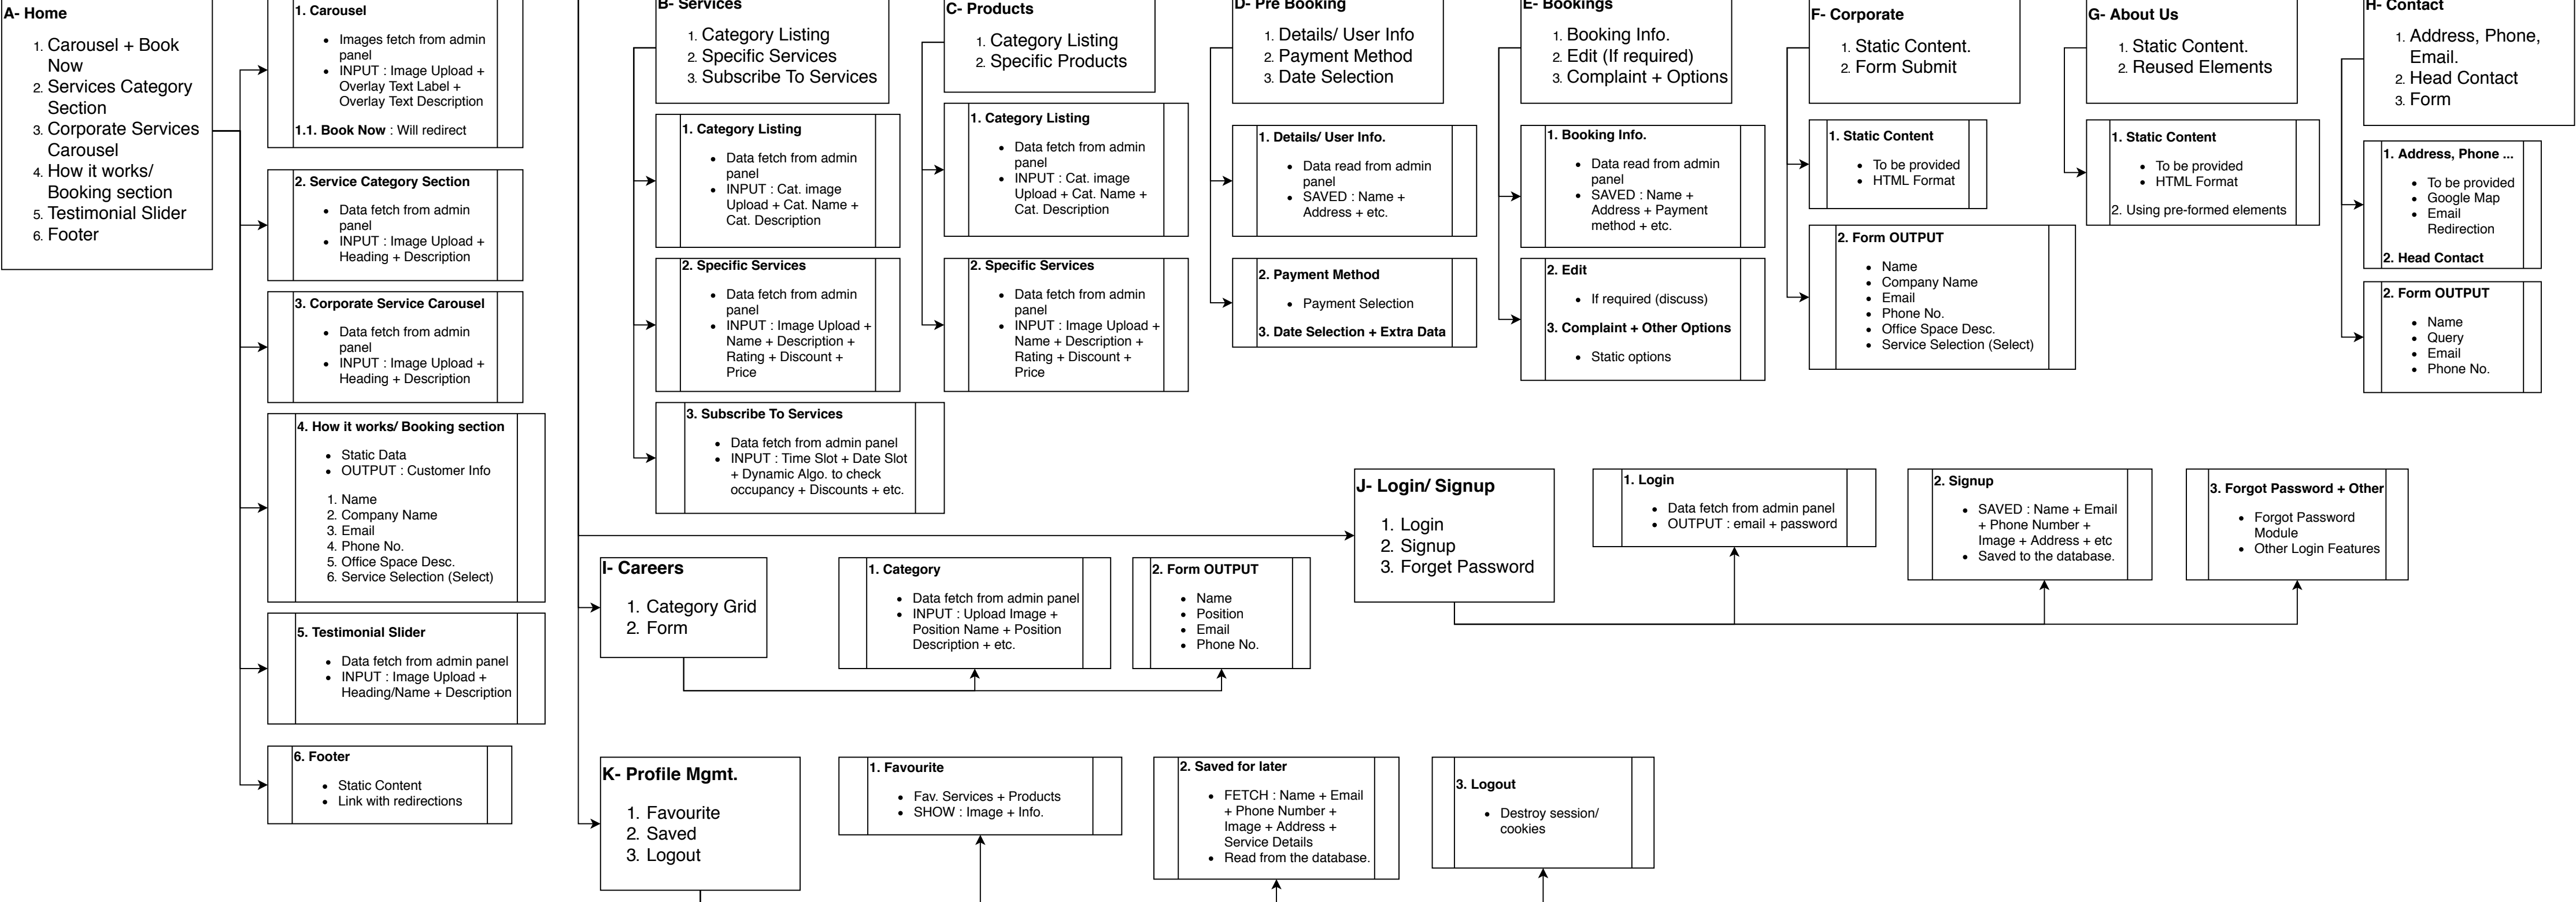 A- Home
1. Carousel + Book
Now
2. Services Category
Section
3. Corporate Services
Carousel
4. How it works/
Booking section
5. Testimonial Slider
6. Footer
1. Carousel
• Images fetch from admin
panel
• INPUT : Image Upload +
Overlay Text Label +
Overlay Text Description
1.1. Book Now : Will redirect
2. Service Category Section
• Data fetch from admin
panel
• INPUT : Image Upload +
Heading + Description
3. Corporate Service Carousel
• Data fetch from admin
panel
• INPUT : Image Upload +
Heading + Description
4. How it works/ Booking section
• Static Data
• OUTPUT : Customer Info
1. Name
2. Company Name
3. Email
4. Phone No.
5. Office Space Desc.
6. Service Selection (Select)
5. Testimonial Slider
• Data fetch from admin panel
• INPUT : Image Upload +
Heading/Name + Description
6. Footer
• Static Content
• Link with redirections
B- Services
1. Category Listing
2. Specific Services
3. Subscribe To Services
1. Category Listing
• Data fetch from admin
panel
• INPUT : Cat. image
Upload + Cat. Name +
Cat. Description
2. Specific Services
• Data fetch from admin
panel
• INPUT : Image Upload +
Name + Description +
Rating + Discount +
Price
3. Subscribe To Services
• Data fetch from admin panel
• INPUT : Time Slot + Date Slot
+ Dynamic Algo. to check
occupancy + Discounts + etc.
C- Products
1. Category Listing
2. Specific Products
1. Category Listing
• Data fetch from admin
panel
• INPUT : Cat. image
Upload + Cat. Name +
Cat. Description
2. Specific Services
• Data fetch from admin
panel
• INPUT : Image Upload +
Name + Description +
Rating + Discount +
Price
D- Pre Booking
1. Details/ User Info
2. Payment Method
3. Date Selection
1. Details/ User Info.
• Data read from admin
panel
• SAVED : Name +
Address + etc.
2. Payment Method
• Payment Selection
3. Date Selection + Extra Data
E- Bookings
1. Booking Info.
2. Edit (If required)
3. Complaint + Options
1. Booking Info.
• Data read from admin
panel
• SAVED : Name +
Address + Payment
method + etc.
2. Edit
• If required (discuss)
3. Complaint + Other Options
• Static options
F- Corporate
1. Static Content.
2. Form Submit
1. Static Content
• To be provided
• HTML Format
2. Form OUTPUT
• Name
• Company Name
• Email
• Phone No.
• Office Space Desc.
• Service Selection (Select)
G- About Us
1. Static Content.
2. Reused Elements
1. Static Content
• To be provided
• HTML Format
2. Using pre-formed elements
H- Contact
1. Address, Phone,
Email.
2. Head Contact
3. Form
1. Address, Phone ...
• To be provided
• Google Map
• Email
Redirection
2. Head Contact
2. Form OUTPUT
• Name
• Query
• Email
• Phone No.
J- Login/ Signup
1. Login
2. Signup
3. Forget Password
1. Login
• Data fetch from admin panel
• OUTPUT : email + password
2. Signup
• SAVED : Name + Email
+ Phone Number +
Image + Address + etc
• Saved to the database.
3. Forgot Password + Other
• Forgot Password
Module
• Other Login Features
I- Careers
1. Category Grid
2. Form
1. Category
• Data fetch from admin panel
• INPUT : Upload Image +
Position Name + Position
Description + etc.
2. Form OUTPUT
• Name
• Position
• Email
• Phone No.
K- Profile Mgmt.
1. Favourite
2. Saved
3. Logout
1. Favourite
• Fav. Services + Products
• SHOW : Image + Info.
2. Saved for later
• FETCH : Name + Email
+ Phone Number +
Image + Address +
Service Details
• Read from the database.
3. Logout
• Destroy session/
cookies